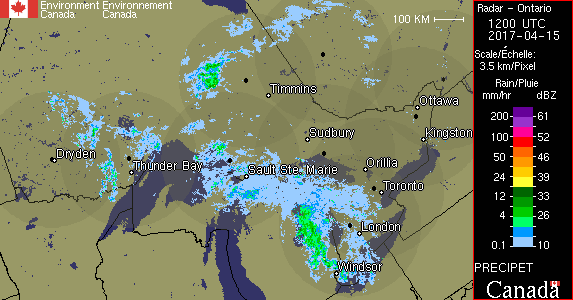 Environment Environnement
Canada Canada
100 KM
Timmins
Ottawa
Sudbury
Kingston
Dryden
Thunder Bay
Sault Ste. Marie
Orillia
Toronto
London
Windsor
Radar - Ontario
1200 UTC
2017-04-15
Scale/Échelle:
3.5 km/Pixel
Rain/Pluie
mm/hr dBZ
200 61
100 52
50 46
24 39
12 33
4 26
0.1 10
PRECIPET
Canada